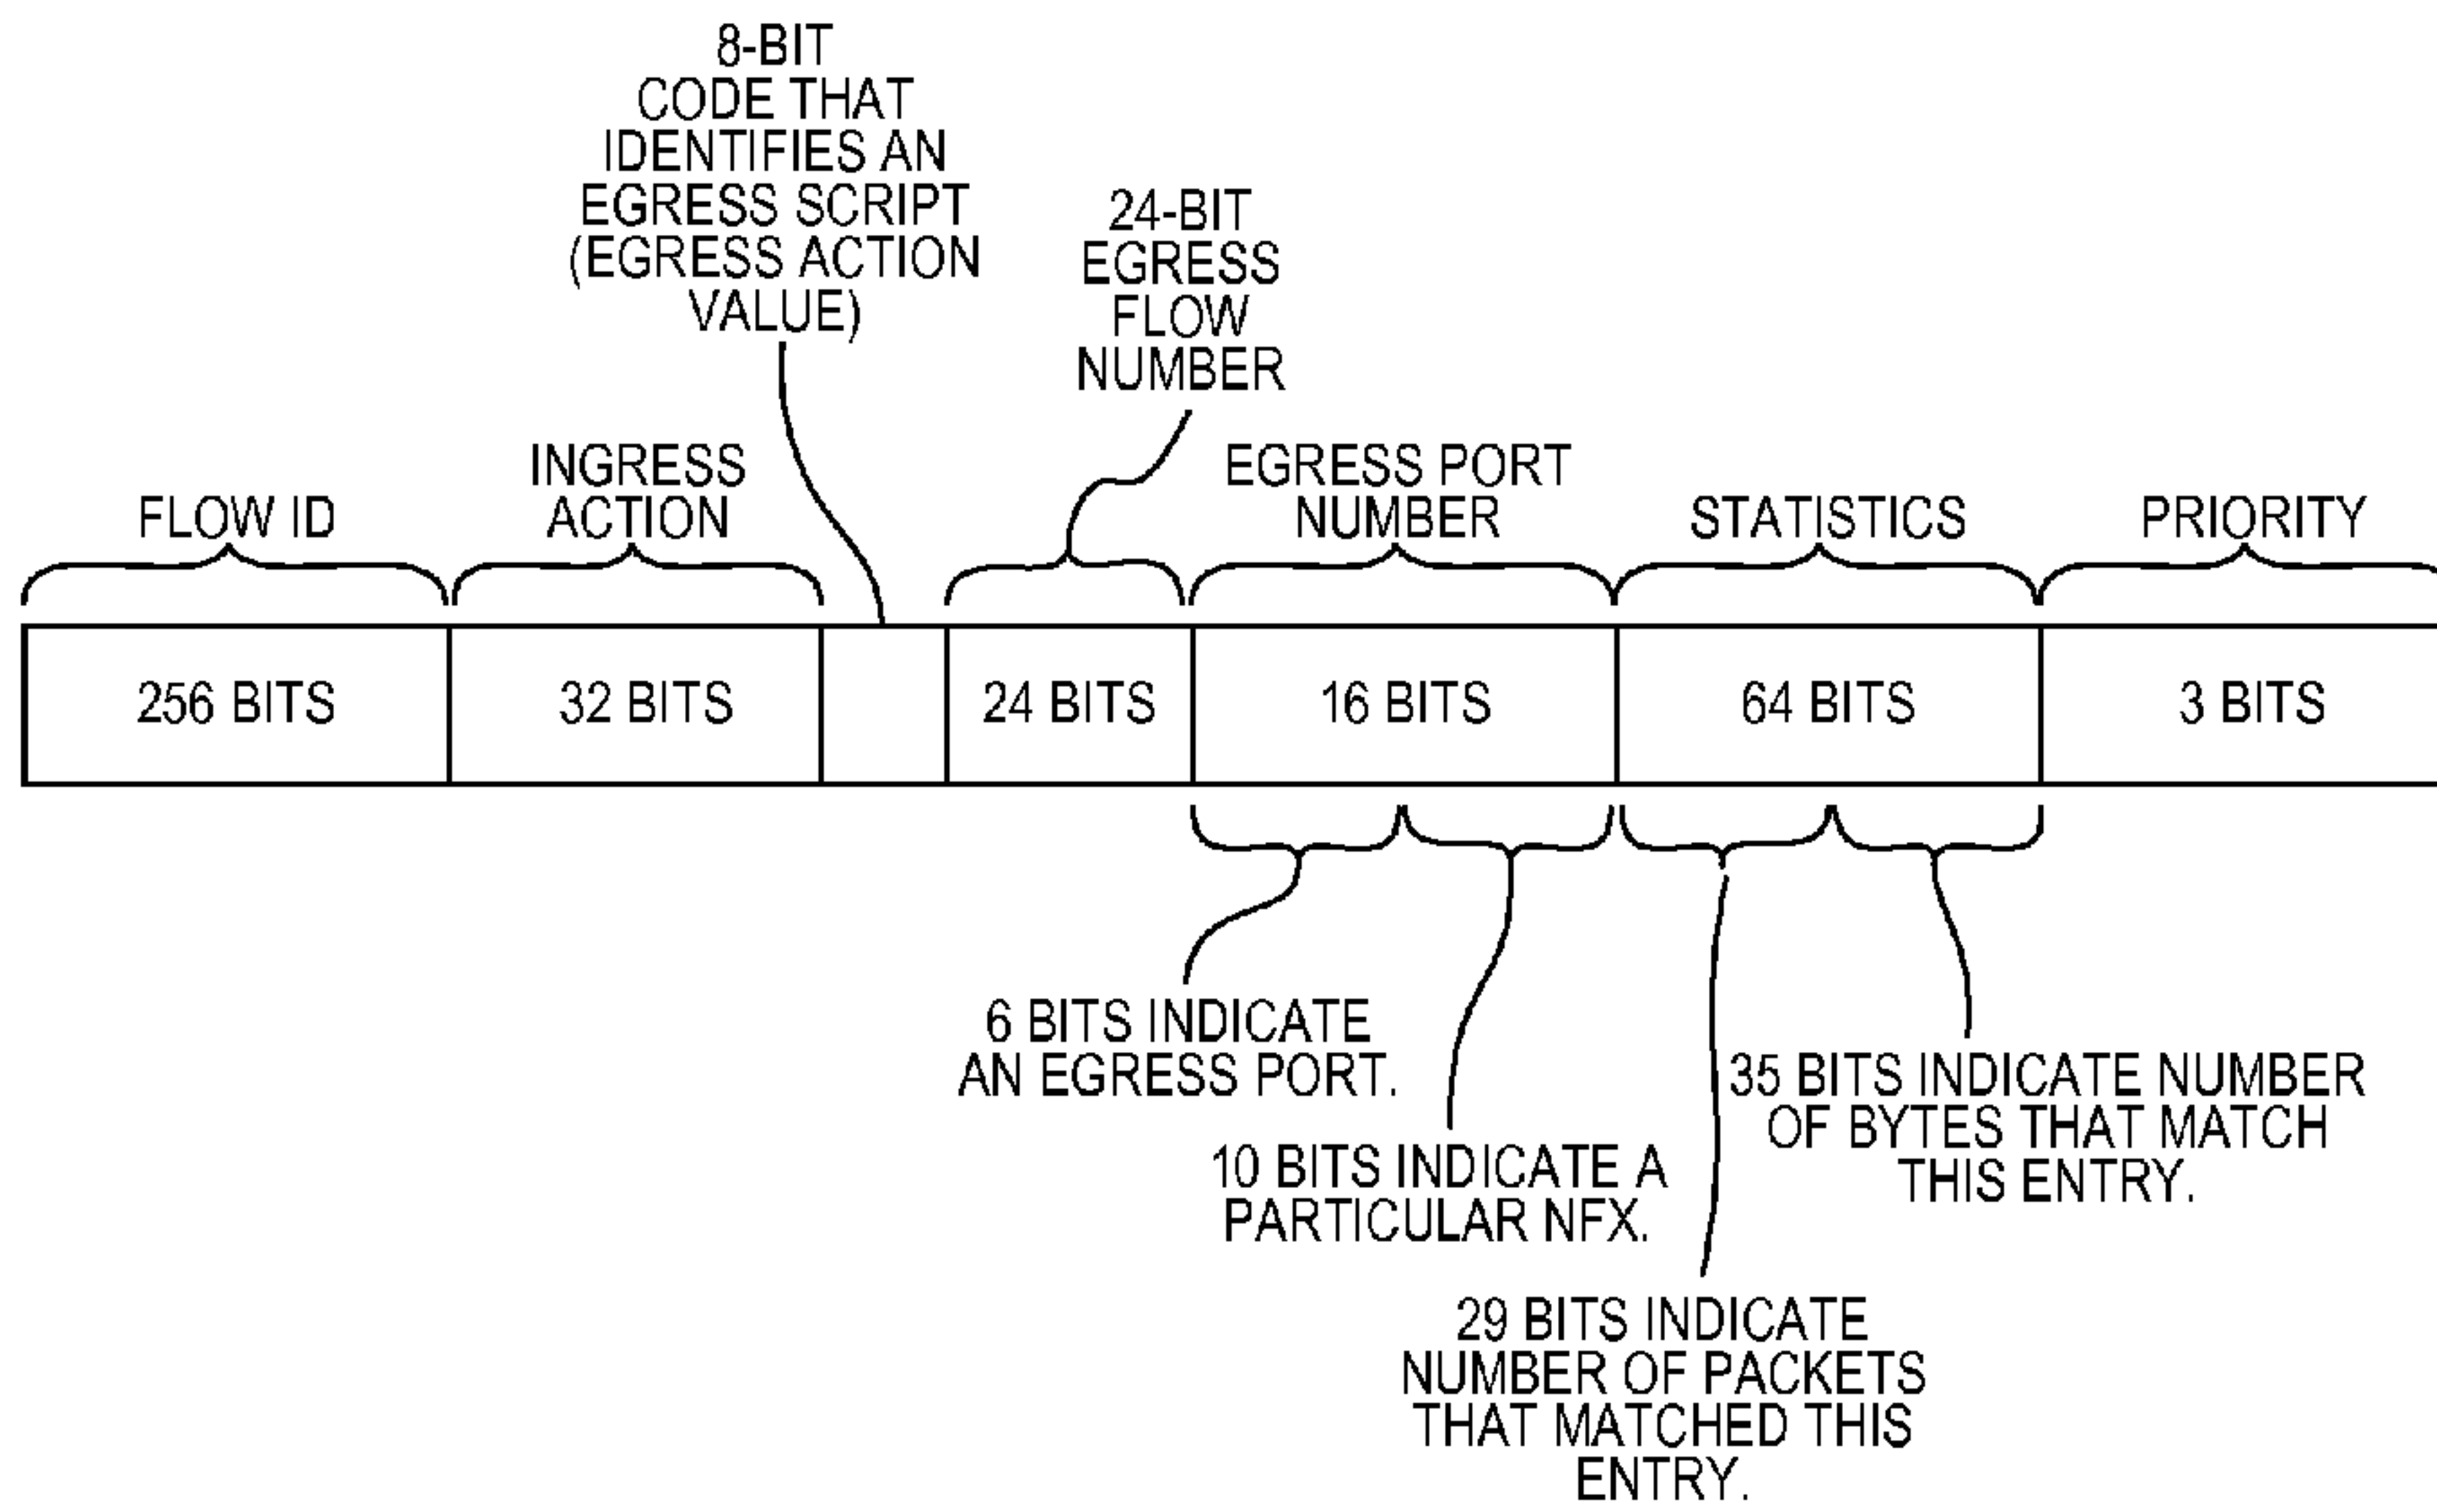 8-BIT
CODE THAT
IDENTIFIES AN
EGRESS SCRIPT
(EGRESS ACTION
VALUE)
24-BIT
EGRESS
FLOW
NUMBER
FLOW ID
INGRESS
ACTION
EGRESS PORT
NUMBER
STATISTICS
PRIORITY
256 BITS
32 BITS
24 BITS
16 BITS
64 BITS
3 BITS
6 BITS INDICATE
AN EGRESS PORT.
10 BITS INDICATE A
PARTICULAR NFX.
29 BITS INDICATE
NUMBER OF PACKETS
THAT MATCHED THIS
ENTRY.
35 BITS INDICATE NUMBER
OF BYTES THAT MATCH
THIS ENTRY.